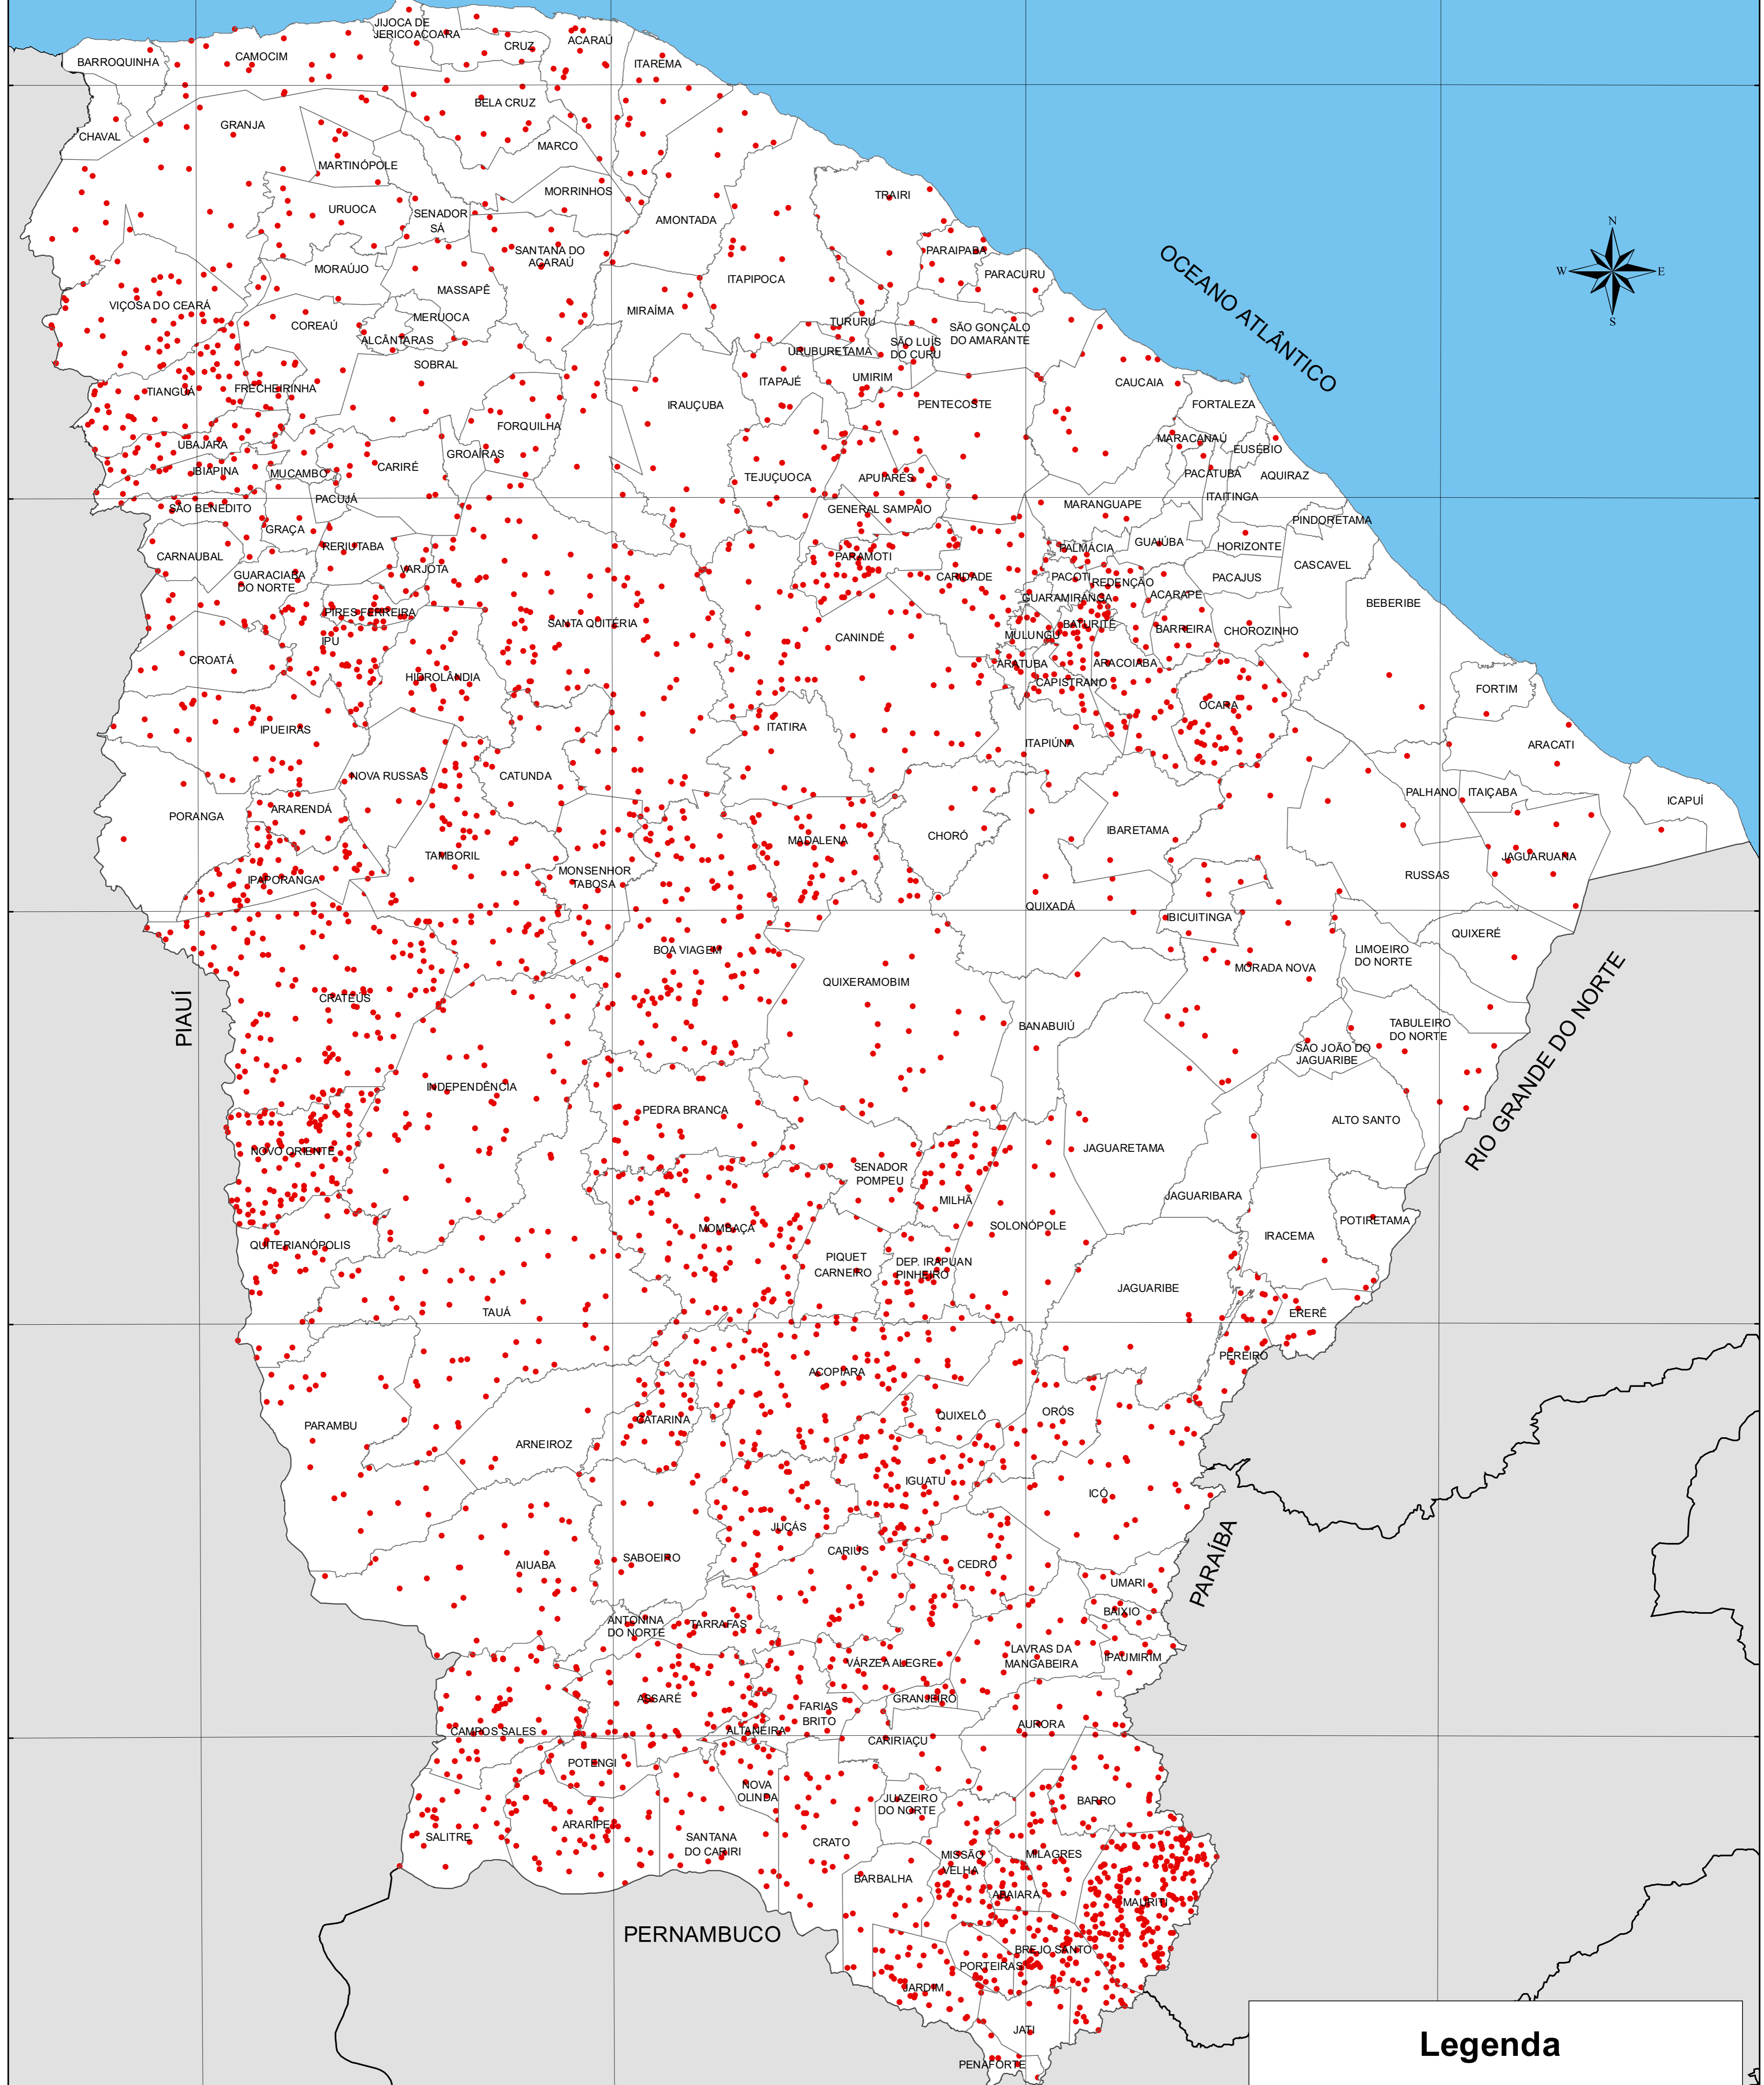 JIJOCA DE
JERICOACOARA
CRUZ
ACARAÚ
BARROQUINHA
CAMOCIM
ITAREMA
BELA CRUZ
CHAVAL
GRANJA
MARCO
MARTINÓPOLE
MORRINHOS
TRAIRI
URUOCA
SENADOR
SÁ
AMONTADA
N
SANTANA DO
ACARAÚ
PARAIPABA
OCEANO ATLÂNTICO
W
E
S
MORAÚJO
PARACURU
ITAPIPOCA
MASSAPÊ
VIÇOSA DO CEARÁ
MIRAÍMA
MERUOCA
TURURU
COREAÚ
SÃO GONÇALO
DO AMARANTE
ALCÂNTARAS
SÃO LUÍS
DO CURU
URUBURETAMA
SOBRAL
UMIRIM
ITAPAJÉ
CAUCAIA
TIANGUÁ
FRECHEIRINHA
IRAUÇUBA
PENTECOSTE
FORTALEZA
FORQUILHA
MARACANAÚ
UBAJARA
EUSÉBIO
GROAÍRAS
CARIRÉ
IBIAPINA
MUCAMBO
PACATUBA
AQUIRAZ
TEJUÇUOCA
APUIARÉS
PACUJÁ
ITAITINGA
MARANGUAPE
SÃO BENEDITO
GENERAL SAMPAIO
PINDORETAMA
GRAÇA
GUAIÚBA
RERIUTABA
PALMÁCIA
HORIZONTE
CARNAUBAL
PARAMOTI
CASCAVEL
VARJOTA
GUARACIABA
DO NORTE
CARIDADE
PACOTI
REDENÇÃO
PACAJUS
ACARAPE
GUARAMIRANGA
BEBERIBE
PIRES FERREIRA
SANTA QUITÉRIA
BATURITÉ
BARREIRA
CHOROZINHO
IPU
CANINDÉ
MULUNGU
CROATÁ
ARATUBA
ARACOIABA
HIDROLÂNDIA
CAPISTRANO
FORTIM
OCARA
IPUEIRAS
ITATIRA
ITAPIÚNA
ARACATI
NOVA RUSSAS
CATUNDA
PALHANO
ITAIÇABA
ICAPUÍ
ARARENDÁ
PORANGA
IBARETAMA
CHORÓ
MADALENA
TAMBORIL
JAGUARUANA
MONSENHOR
TABOSA
RUSSAS
IPAPORANGA
QUIXADÁ
IBICUITINGA
QUIXERÉ
BOA VIAGEM
LIMOEIRO
DO NORTE
MORADA NOVA
QUIXERAMOBIM
CRATEÚS
PIAUÍ
BANABUIÚ
TABULEIRO
DO NORTE
RIO GRANDE DO NORTE
SÃO JOÃO DO
JAGUARIBE
INDEPENDÊNCIA
PEDRA BRANCA
ALTO SANTO
JAGUARETAMA
NOVO ORIENTE
SENADOR
POMPEU
JAGUARIBARA
MILHÃ
POTIRETAMA
SOLONÓPOLE
MOMBAÇA
IRACEMA
QUITERIANÓPOLIS
PIQUET
CARNEIRO
DEP. IRAPUAN
PINHEIRO
JAGUARIBE
TAUÁ
ERERÊ
PEREIRO
ACOPIARA
QUIXELÔ
ORÓS
CATARINA
PARAMBU
ARNEIROZ
IGUATU
ICÓ
JUCÁS
PARAÍBA
CARIÚS
SABOEIRO
AIUABA
CEDRO
UMARI
BAIXIO
ANTONINA
DO NORTE
TARRAFAS
LAVRAS DA
MANGABEIRA
IPAUMIRIM
VÁRZEA ALEGRE
ASSARÉ
GRANJEIRO
FARIAS
BRITO
AURORA
CAMPOS SALES
ALTANEIRA
CARIRIAÇU
POTENGI
NOVA
OLINDA
JUAZEIRO
DO NORTE
BARRO
ARARIPE
SALITRE
SANTANA
DO CARIRI
CRATO
MISSÃO
VELHA
MILAGRES
BARBALHA
ABAIARA
MAURITI
PERNAMBUCO
BREJO SANTO
PORTEIRAS
JARDIM
JATI
PENAFORTE
Legenda